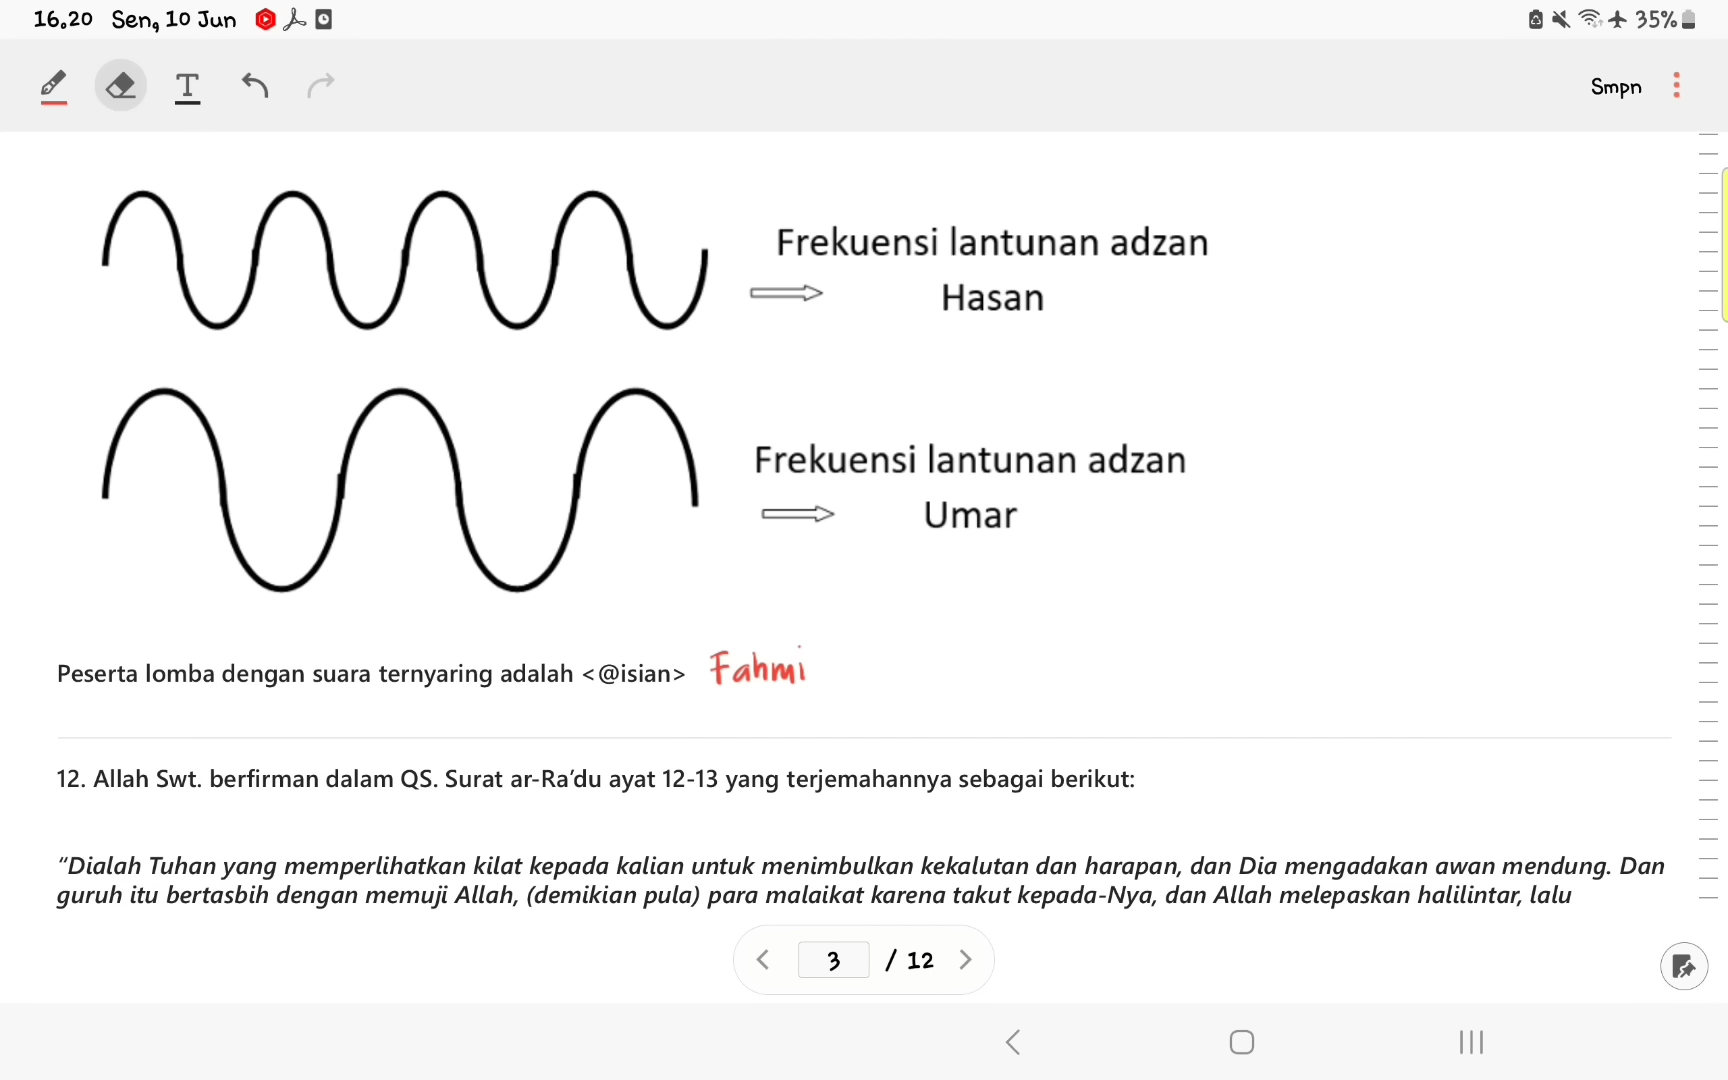 16.20 Sen, 10 Jun
35%
T
Smpn
Frekuensi lantunan adzan
Hasan
Frekuensi lantunan adzan
Umar
Peserta lomba dengan suara ternyaring adalah <@isian> Fahmi
12. Allah Swt. berfirman dalam QS. Surat ar-Ra’du ayat 12-13 yang terjemahannya sebagai berikut:
“Dialah Tuhan yang memperlihatkan kilat kepada kalian untuk menimbulkan kekalutan dan harapan, dan Dia mengadakan awan mendung. Dan
guruh itu bertasbih dengan memuji Allah, (demikian pula) para malaikat karena takut kepada-Nya, dan Allah melepaskan halilintar, lalu
3 / 12